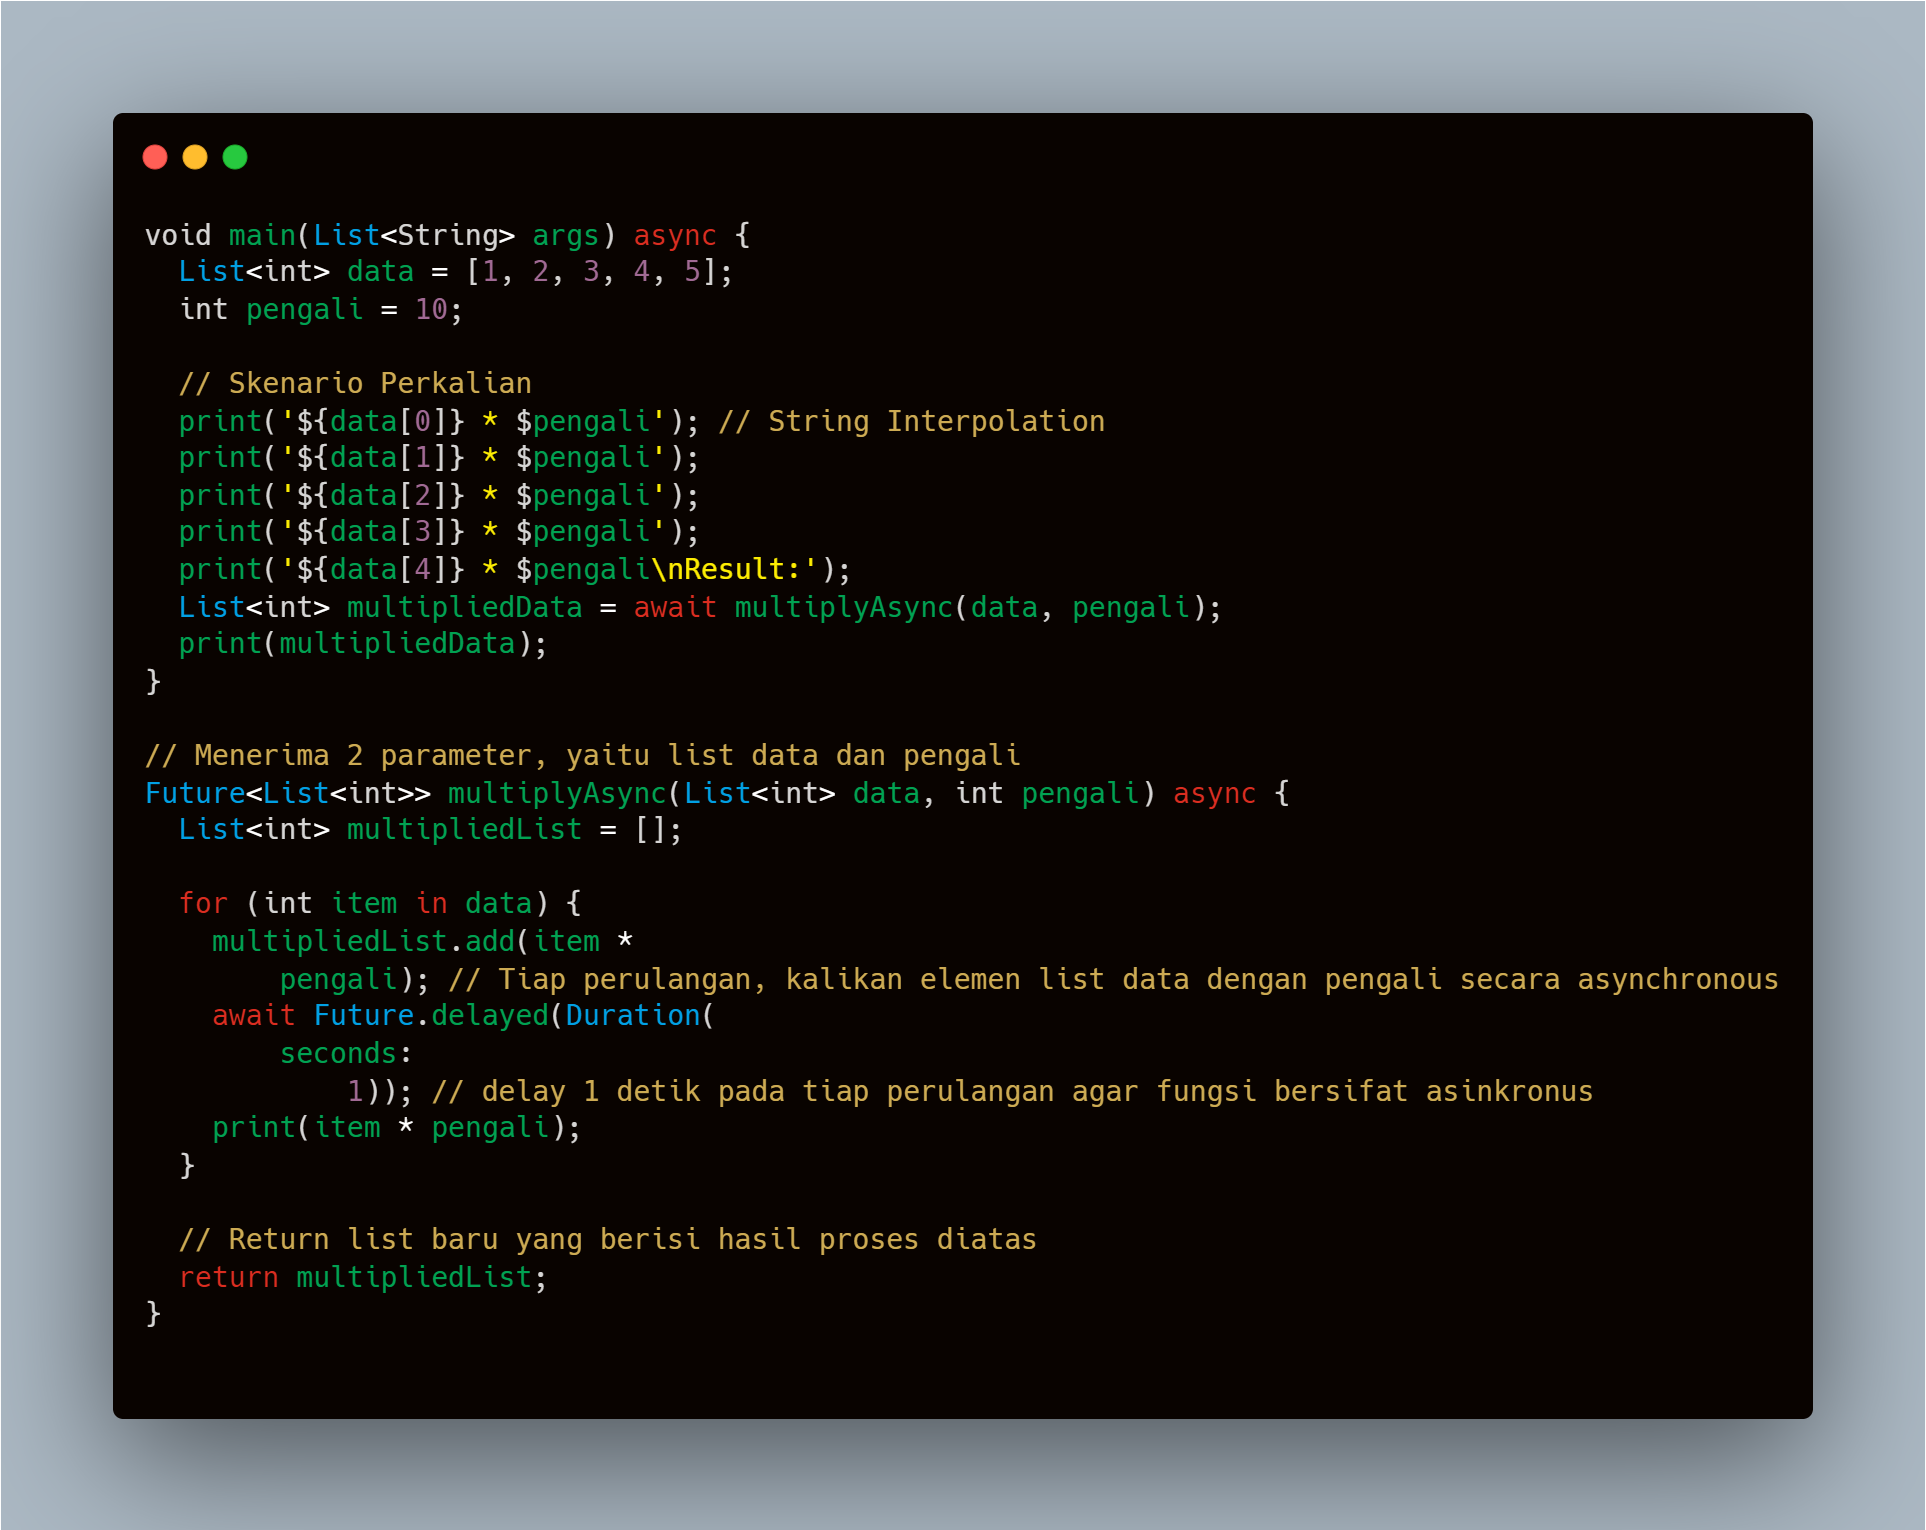 void main(List<String> args) async {
  List<int> data = [1, 2, 3, 4, 5];
  int pengali = 10;

  // Skenario Perkalian
  print('${data[0]} * $pengali'); // String Interpolation
  print('${data[1]} * $pengali');
  print('${data[2]} * $pengali');
  print('${data[3]} * $pengali');
  print('${data[4]} * $pengali\nResult:');
  List<int> multipliedData = await multiplyAsync(data, pengali);
  print(multipliedData);
}

// Menerima 2 parameter, yaitu list data dan pengali
Future<List<int>> multiplyAsync(List<int> data, int pengali) async {
  List<int> multipliedList = [];

  for (int item in data) {
    multipliedList.add(item *
        pengali); // Tiap perulangan, kalikan elemen list data dengan pengali secara asynchronous
    await Future.delayed(Duration(
        seconds:
            1)); // delay 1 detik pada tiap perulangan agar fungsi bersifat asinkronus
    print(item * pengali);
  }

  // Return list baru yang berisi hasil proses diatas
  return multipliedList;
}